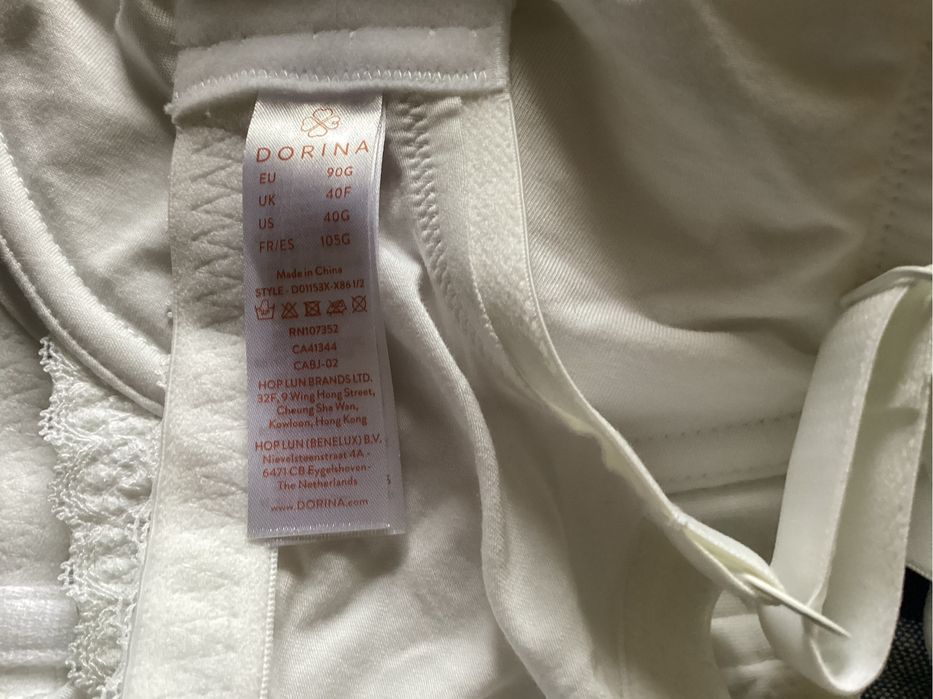 DORINA
EU 90G
UK 40F
US 40G
FR/ES 105G
Made in China
STYLE - D01153X-X86 1/2
RN107352
CA41344
CABJ-02
HOP LUN BRANDS LTD.
32F, 9 Wing Hong Street,
Cheung Sha Wan,
Kowloon, Hong Kong
HOP LUN (BENELUX) B.V.
Nievelsteenstraat 4A -
6471 CB Eygelshoven-
The Netherlands
www.DORINA.com